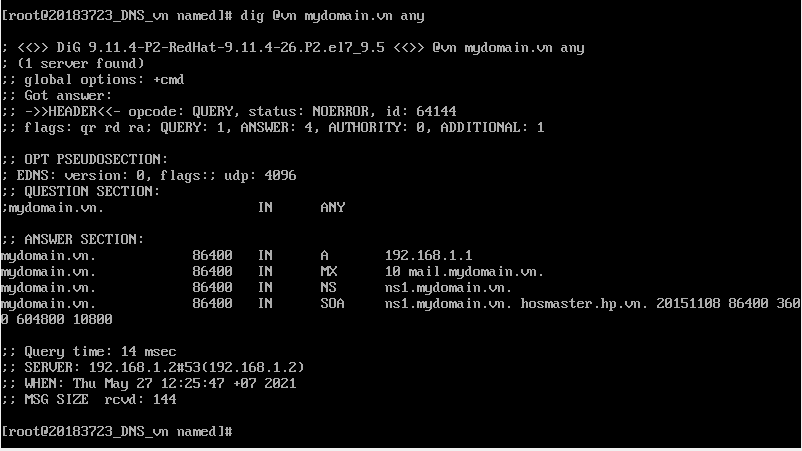 [root@20183723_DNS_vn named]# dig @vn mydomain.vn any
; <<>> DiG 9.11.4-P2-RedHat-9.11.4-26.P2.el7_9.5 <<>> @vn mydomain.vn any
; (1 server found)
;; global options: +cmd
;; Got answer:
;; ->>HEADER<<- opcode: QUERY, status: NOERROR, id: 64144
;; flags: qr rd ra; QUERY: 1, ANSWER: 4, AUTHORITY: 0, ADDITIONAL: 1
;; OPT PSEUDOSECTION:
; EDNS: version: 0, flags:; udp: 4096
;; QUESTION SECTION:
;mydomain.vn. IN ANY
;; ANSWER SECTION:
mydomain.vn. 86400 IN A 192.168.1.1
mydomain.vn. 86400 IN MX 10 mail.mydomain.vn.
mydomain.vn. 86400 IN NS ns1.mydomain.vn.
mydomain.vn. 86400 IN SOA ns1.mydomain.vn. hosmaster.hp.vn. 20151108 86400 360
0 604800 10800
;; Query time: 14 msec
;; SERVER: 192.168.1.2#53(192.168.1.2)
;; WHEN: Thu May 27 12:25:47 +07 2021
;; MSG SIZE rcvd: 144
[root@20183723_DNS_vn named]#